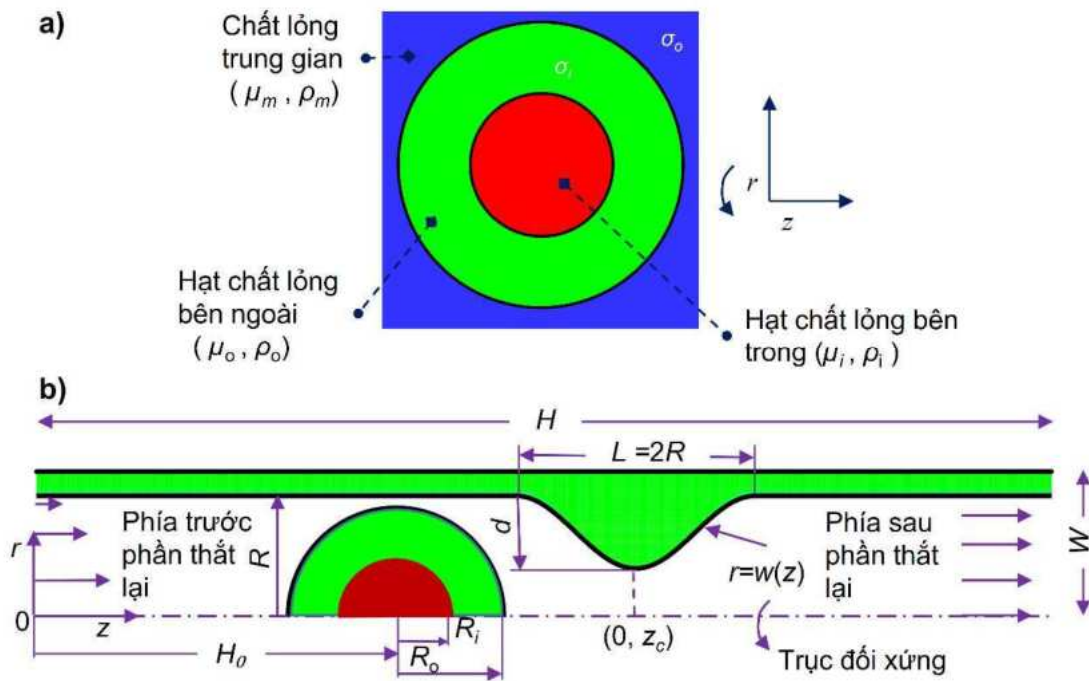 a)
Chất lỏng
trung gian
( μm , ρm)
σo
σi
r
z
Hạt chất lỏng
bên ngoài
( μo , ρo)
Hạt chất lỏng bên
trong (μi, ρi )
b)
H
L =2R
Phía trước
phần thắt
lại
r
R
d
Phía sau
phần thắt
lại
W
r=w(z)
0
z
Ri
(0, zc)
H0
Ro
Trục đối xứng